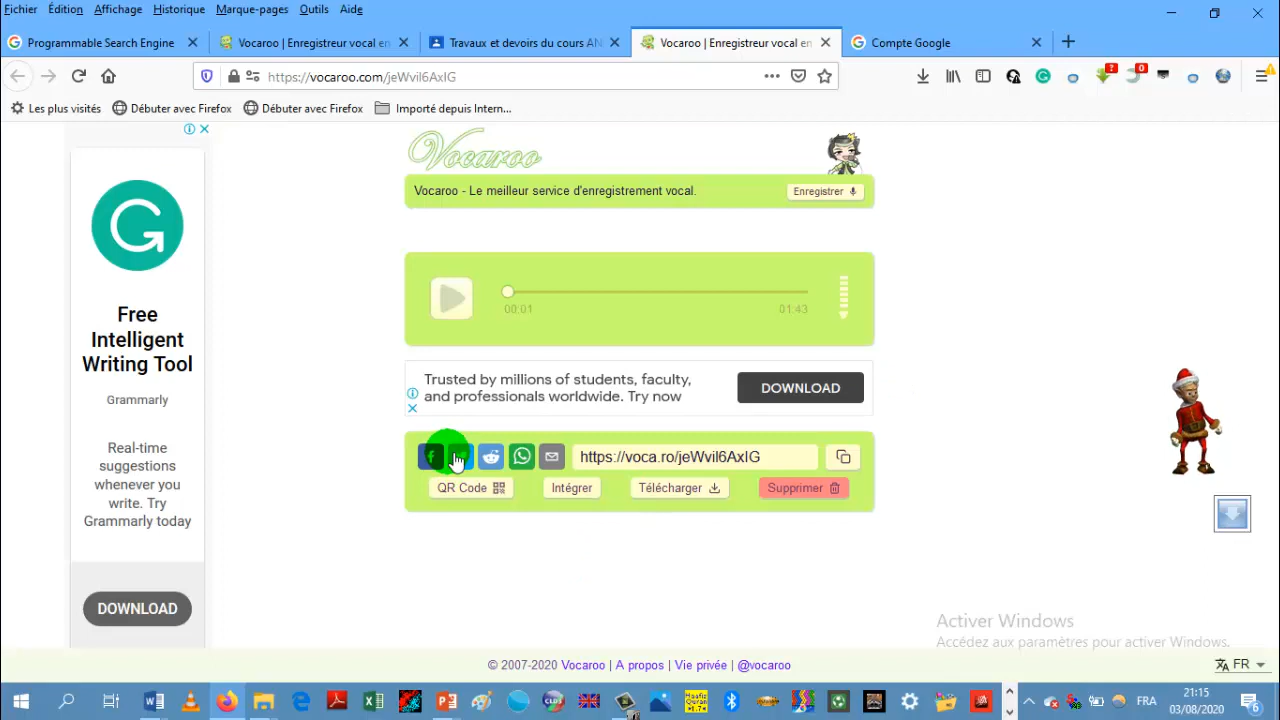 Fichier Édition Affichage Historique Marque-pages Outils Aide
Programmable Search Engine
Vocaroo | Enregistreur vocal en
Travaux et devoirs du cours AN
Vocaroo | Enregistreur vocal en
Compte Google
https://vocaroo.com/jeWvil6AxIG
Les plus visités Débuter avec Firefox Débuter avec Firefox Importé depuis Intern...
Vocaroo
Vocaroo - Le meilleur service d'enregistrement vocal.
Enregistrer
00:01
01:43
Free
Intelligent
Writing Tool
Grammarly
Real-time
suggestions
whenever you
write. Try
Grammarly today
DOWNLOAD
Trusted by millions of students, faculty,
and professionals worldwide. Try now
DOWNLOAD
https://voca.ro/jeWvil6AxIG
QR Code
Intégrer
Télécharger
Supprimer
Activer Windows
Accédez aux paramètres pour activer Windows.
© 2007-2020 Vocaroo | A propos | Vie privée | @vocaroo
FR
FRA
21:15
03/08/2020
6